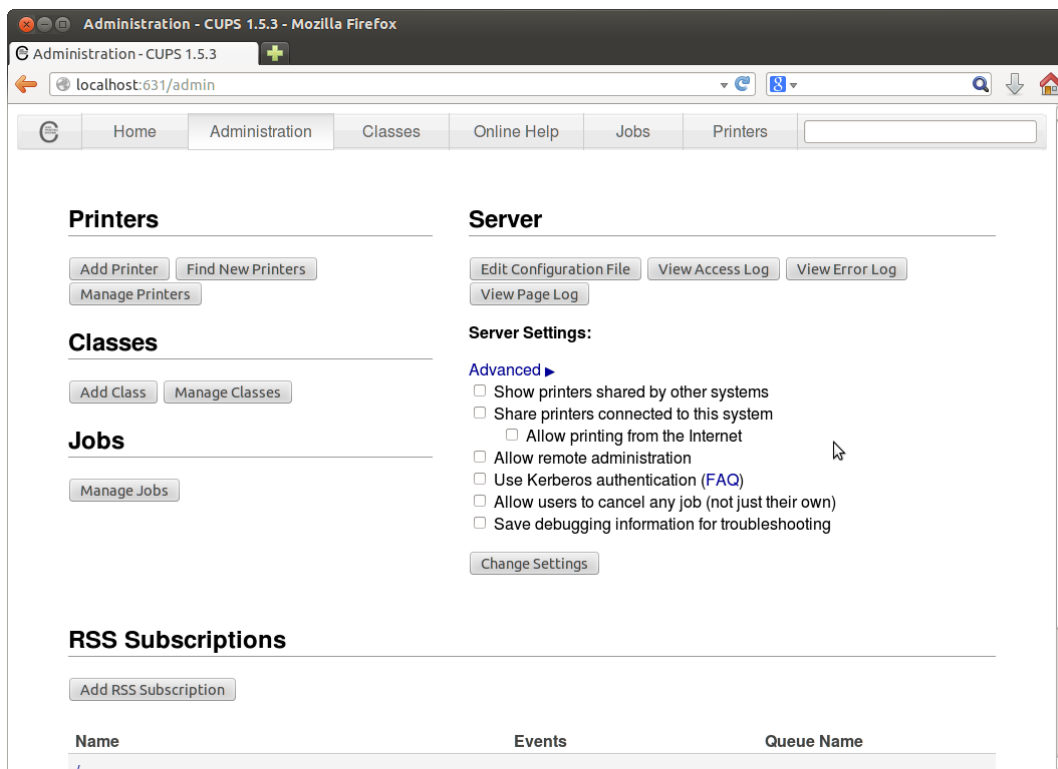 Administration - CUPS 1.5.3 - Mozilla Firefox
Administration - CUPS 1.5.3
localhost:631/admin
8
Home Administration Classes Online Help Jobs Printers
Printers
Add Printer Find New Printers
Manage Printers
Classes
Add Class Manage Classes
Jobs
Manage Jobs
Server
Edit Configuration File View Access Log View Error Log
View Page Log
Server Settings:
Advanced ▸
Show printers shared by other systems
Share printers connected to this system
Allow printing from the Internet
Allow remote administration
Use Kerberos authentication (FAQ)
Allow users to cancel any job (not just their own)
Save debugging information for troubleshooting
Change Settings
RSS Subscriptions
Add RSS Subscription
Name Events Queue Name